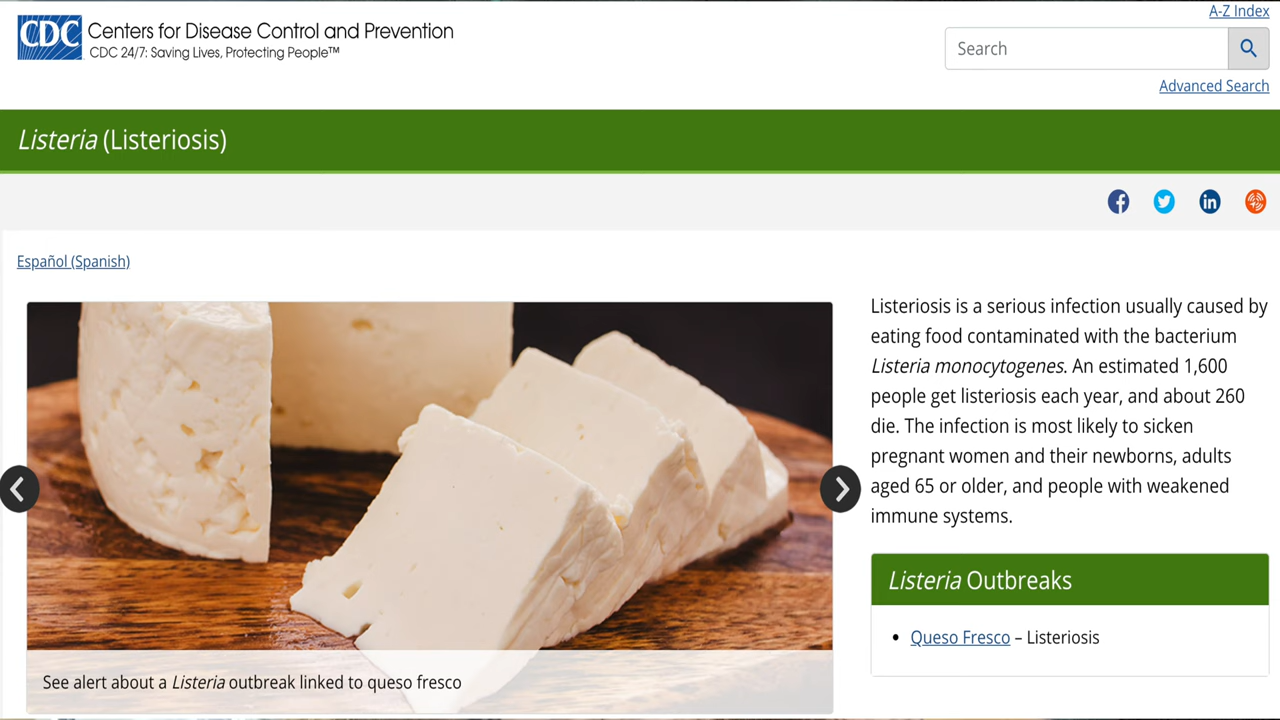 A-Z Index
CDC
Centers for Disease Control and Prevention
CDC 24/7: Saving Lives, Protecting People™
Search
Advanced Search
Listeria (Listeriosis)
Español (Spanish)
Listeriosis is a serious infection usually caused by
eating food contaminated with the bacterium
Listeria monocytogenes. An estimated 1,600
people get listeriosis each year, and about 260
die. The infection is most likely to sicken
pregnant women and their newborns, adults
aged 65 or older, and people with weakened
immune systems.
Listeria Outbreaks
• Queso Fresco – Listeriosis
See alert about a Listeria outbreak linked to queso fresco